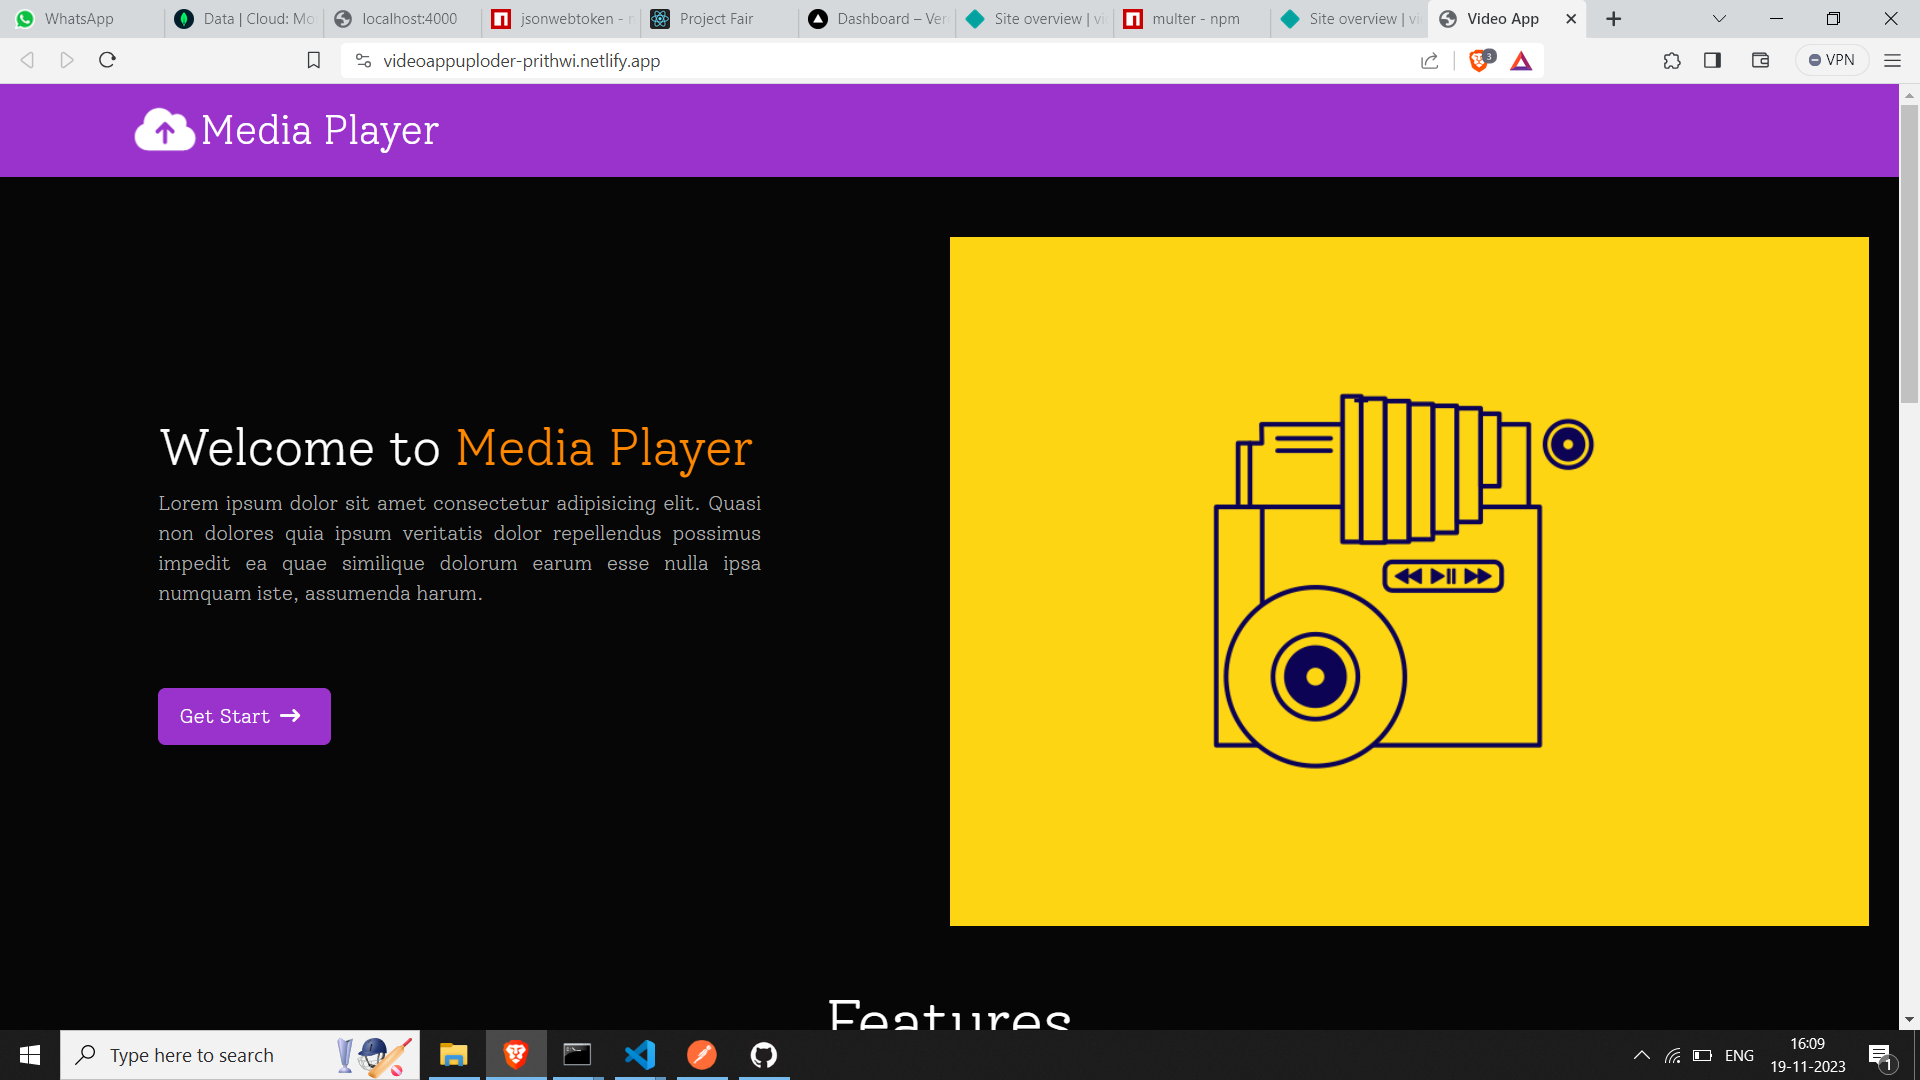 WhatsApp
Data | Cloud: Mo
localhost:4000
jsonwebtoken - n
Project Fair
Dashboard – Ver
Site overview | vi
multer - npm
Site overview | vi
Video App
videoappuploder-prithwi.netlify.app
3
VPN
Media Player
Welcome to Media Player
Lorem ipsum dolor sit amet consectetur adipisicing elit. Quasi
non dolores quia ipsum veritatis dolor repellendus possimus
impedit ea quae similique dolorum earum esse nulla ipsa
numquam iste, assumenda harum.
Get Start
Features
Type here to search
ENG
16:09
19-11-2023
1